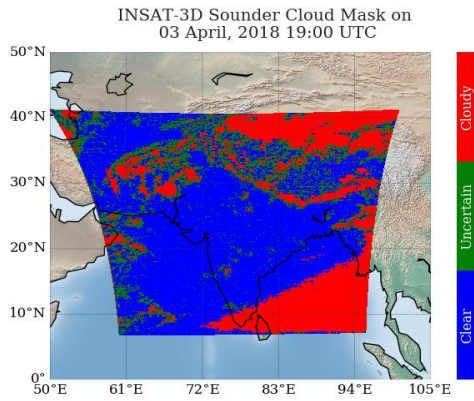 INSAT-3D Sounder Cloud Mask on
03 April, 2018 19:00 UTC
50°N
40°N
30°N
20°N
10°N
0°
50°E 61°E 72°E 83°E 94°E 105°E
Cloudy
Uncertain
Clear